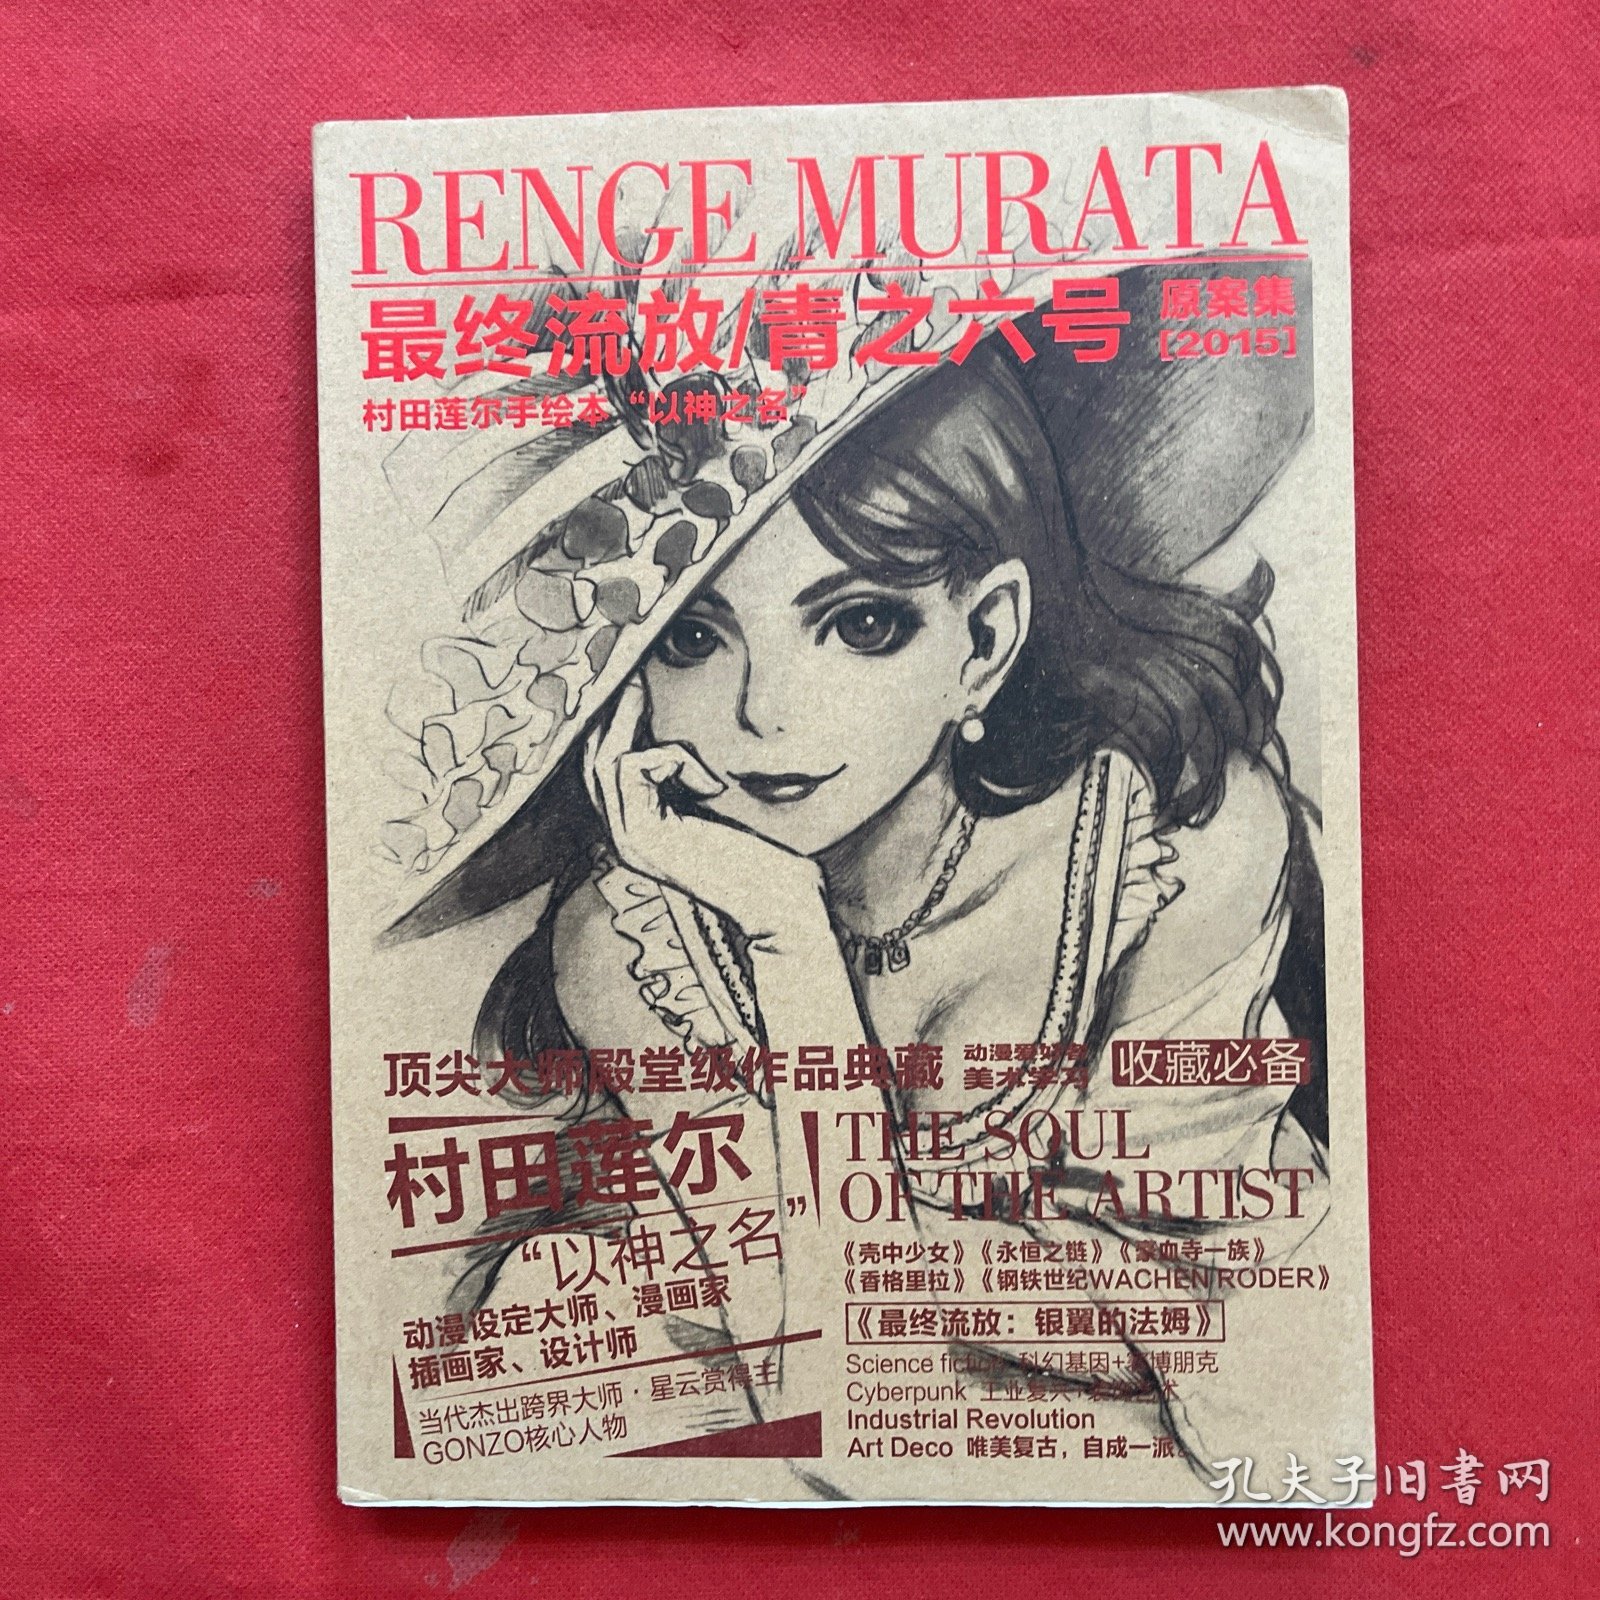 RENGE MURATA
最终流放/青之六号 原案集
[2015]
村田莲尔手绘本“以神之名”
顶尖大师殿堂级作品典藏
动漫爱好者
美术学习
收藏必备
村田莲尔
“以神之名”
动漫设定大师、漫画家
插画家、设计师
当代杰出跨界大师·星云赏得主
GONZO核心人物
THE SOUL
OF THE ARTIST
《壳中少女》《永恒之链》《豪血寺一族》
《香格里拉》《钢铁世纪WACHEN RODER》
《最终流放：银翼的法姆》
Science fiction 科幻基因+赛博朋克
Cyberpunk 工业复兴+装饰艺术
Industrial Revolution
Art Deco 唯美复古，自成一派。
孔夫子旧書网
www.kongfz.com